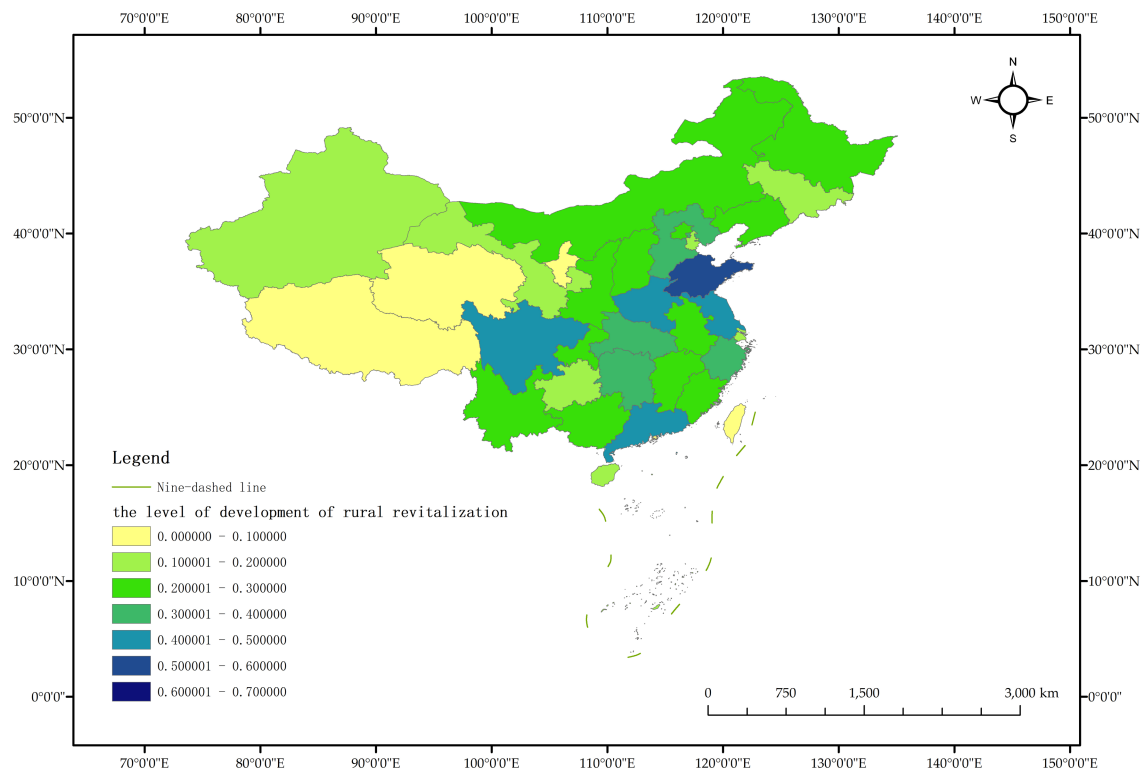 70°0'0"E 80°0'0"E 90°0'0"E 100°0'0"E 110°0'0"E 120°0'0"E 130°0'0"E 140°0'0"E 150°0'0"E
N
W E
S
50°0'0"N 50°0'0"N
40°0'0"N 40°0'0"N
30°0'0"N 30°0'0"N
20°0'0"N 20°0'0"N
10°0'0"N 10°0'0"N
0°0'0" 0°0'0"
Legend
Nine-dashed line
the level of development of rural revitalization
0.000000 - 0.100000
0.100001 - 0.200000
0.200001 - 0.300000
0.300001 - 0.400000
0.400001 - 0.500000
0.500001 - 0.600000
0.600001 - 0.700000
0 750 1,500 3,000 km
70°0'0"E 80°0'0"E 90°0'0"E 100°0'0"E 110°0'0"E 120°0'0"E 130°0'0"E 140°0'0"E 150°0'0"E